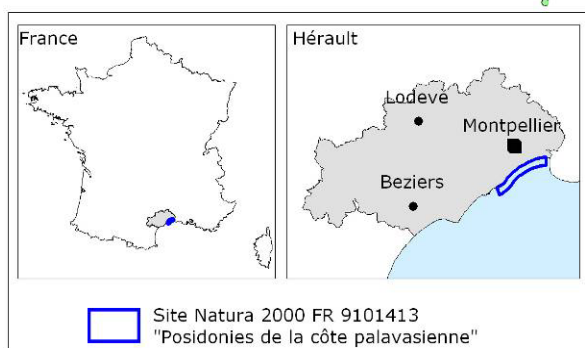 France
Hérault
Lodeve
Montpellier
Beziers
Site Natura 2000 FR 9101413
"Posidonies de la côte palavasienne"